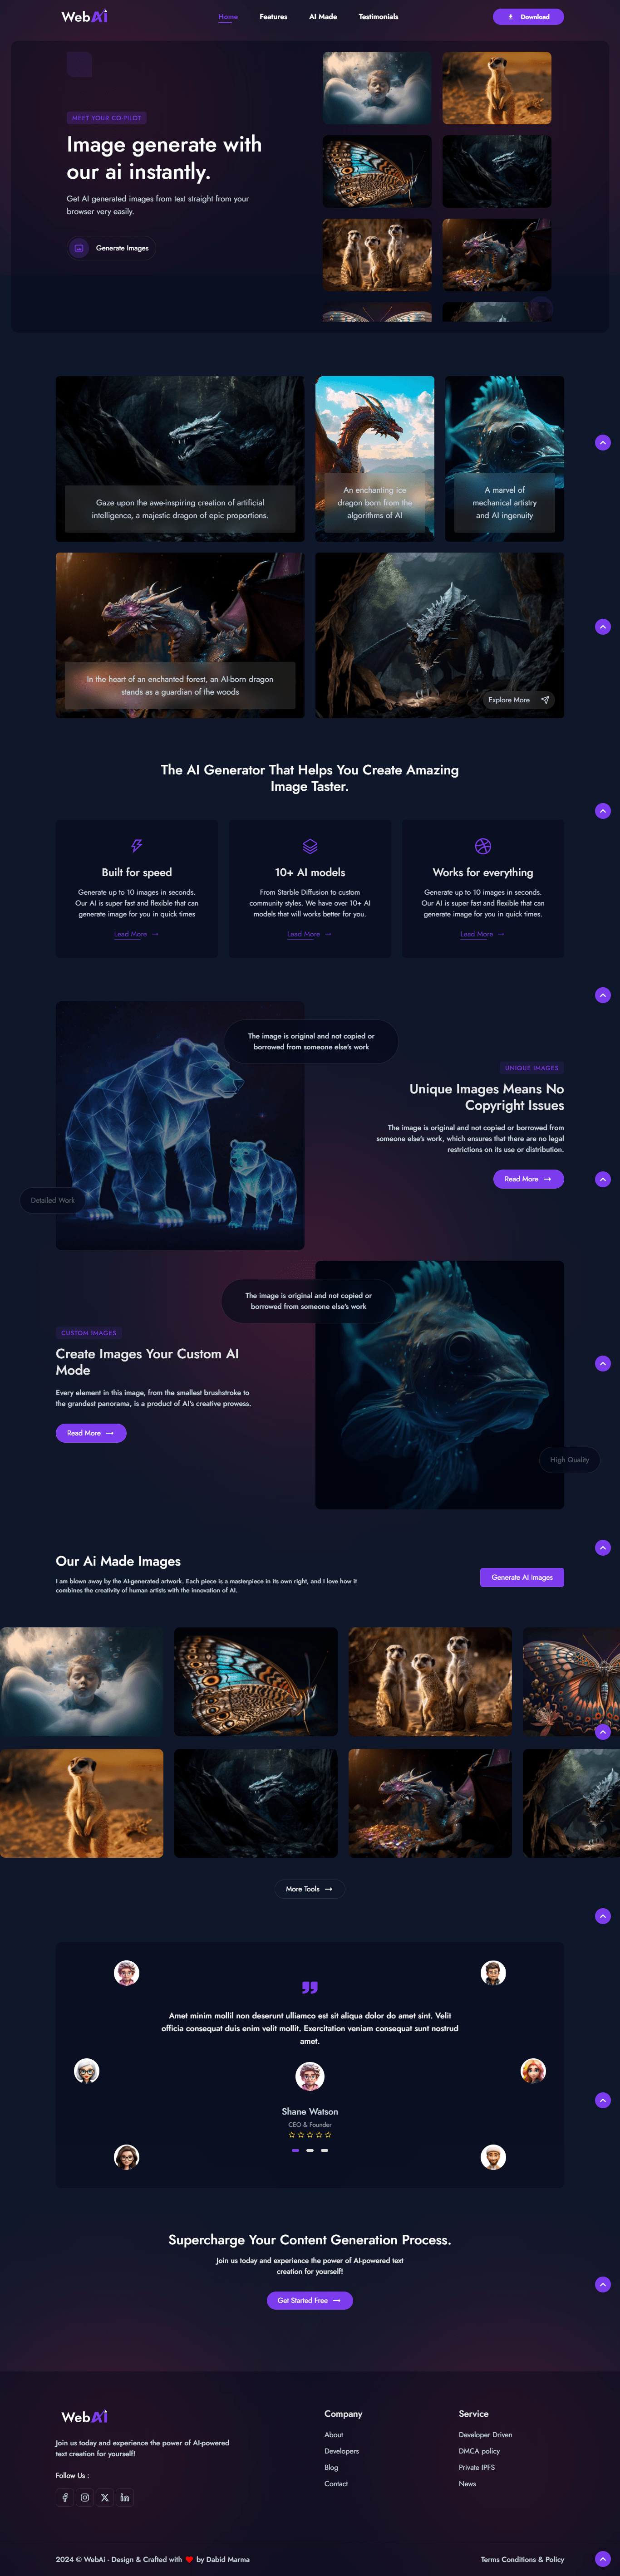 WebAi
Home
Features
AI Made
Testimonials
Download
MEET YOUR CO-PILOT
Image generate with
our ai instantly.
Get AI generated images from text straight from your
browser very easily.
Generate Images
Gaze upon the awe-inspiring creation of artificial
intelligence, a majestic dragon of epic proportions.
An enchanting ice
dragon born from the
algorithms of AI
A marvel of
mechanical artistry
and AI ingenuity
In the heart of an enchanted forest, an AI-born dragon
stands as a guardian of the woods
Explore More
The AI Generator That Helps You Create Amazing
Image Taster.
Built for speed
Generate up to 10 images in seconds.
Our AI is super fast and flexible that can
generate image for you in quick times
Lead More
10+ AI models
From Starble Diffusion to custom
community styles. We have over 10+ AI
models that will works better for you.
Lead More
Works for everything
Generate up to 10 images in seconds.
Our AI is super fast and flexible that can
generate image for you in quick times.
Lead More
The image is original and not copied or
borrowed from someone else's work
Detailed Work
UNIQUE IMAGES
Unique Images Means No
Copyright Issues
The image is original and not copied or borrowed from
someone else's work, which ensures that there are no legal
restrictions on its use or distribution.
Read More
The image is original and not copied or
borrowed from someone else's work
High Quality
CUSTOM IMAGES
Create Images Your Custom AI
Mode
Every element in this image, from the smallest brushstroke to
the grandest panorama, is a product of AI's creative prowess.
Read More
Our Ai Made Images
I am blown away by the AI-generated artwork. Each piece is a masterpiece in its own right, and I love how it
combines the creativity of human artists with the innovation of AI.
Generate AI Images
More Tools
Amet minim mollil non deserunt ulliamco est sit aliqua dolor do amet sint. Velit
officia consequat duis enim velit mollit. Exercitation veniam consequat sunt nostrud
amet.
Shane Watson
CEO & Founder
Supercharge Your Content Generation Process.
Join us today and experience the power of AI-powered text
creation for yourself!
Get Started Free
WebAi
Join us today and experience the power of AI-powered
text creation for yourself!
Follow Us :
Company
About
Developers
Blog
Contact
Service
Developer Driven
DMCA policy
Private IPFS
News
2024 © WebAi - Design & Crafted with ❤ by Dabid Marma
Terms Conditions & Policy